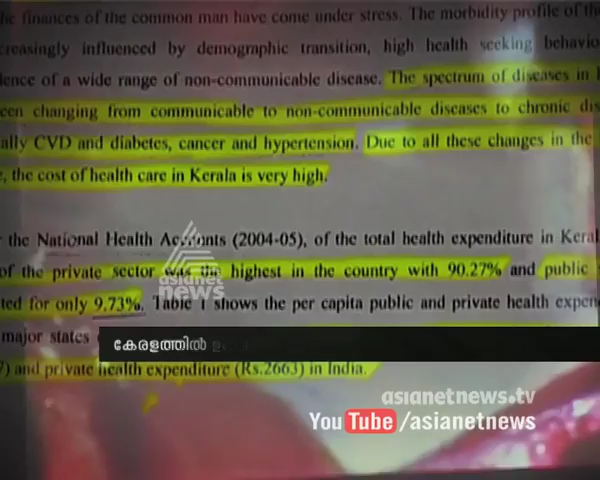 he finances of the common man have come under stress. The morbidity profile of the
creasingly influenced by demographic transition, high health seeking behavio
lence of a wide range of non-communicable disease. The spectrum of diseases in
een changing from communicable to non-communicable diseases to chronic dis
ally CVD and diabetes, cancer and hypertension. Due to all these changes in the
, the cost of health care in Kerala is very high.
the National Health Accounts (2004-05), of the total health expenditure in Keral
of the private sector was the highest in the country with 90.27% and public
ted for only 9.73%. Table 1 shows the per capita public and private health expen
major states
കേരളത്തിൽ
7) and private health expenditure (Rs.2663) in India.
asianet
news
asianetnews.tv
You Tube /asianetnews